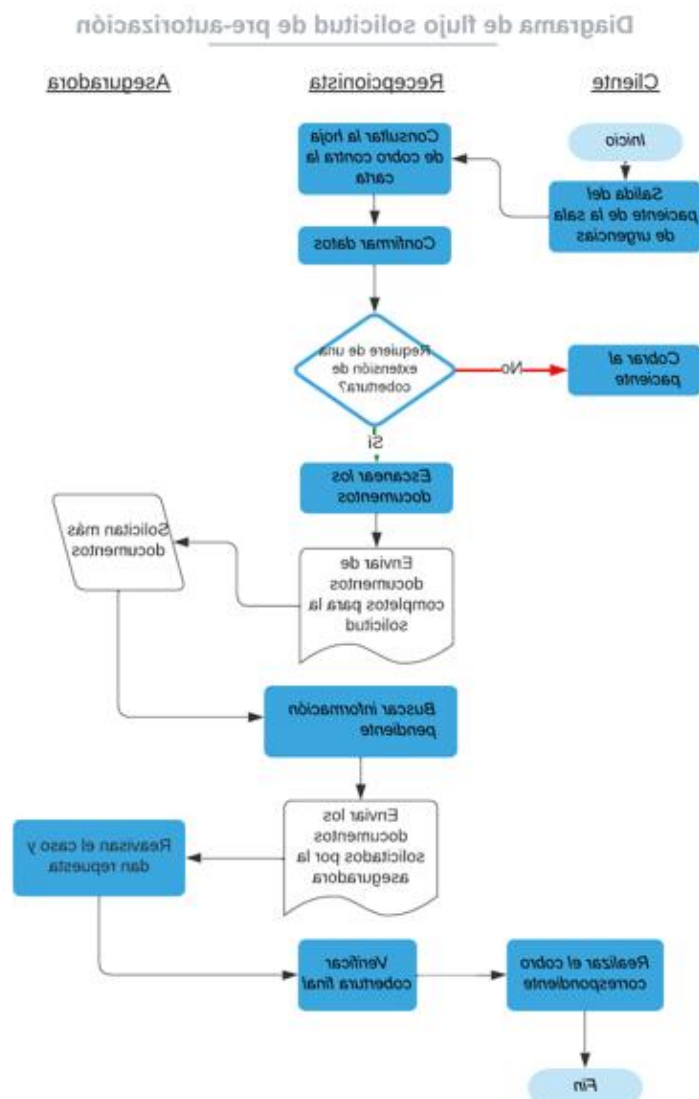 Diagrama de flujo solicitud de pre-autorización
Cliente
Recepcionista
Aseguradora
Inicio
Salida del
paciente de la sala
de urgencias
Consultar la hoja
de cobro contra la
carta
Confirmar datos
Requiere de una
extensión de
cobertura?
No
Cobrar al
paciente
Sí
Escanear los
documentos
Enviar de
documentos
completos para la
solicitud
Solicitan más
documentos
Buscar información
pendiente
Enviar los
documentos
solicitados por la
aseguradora
Reavisan el caso y
dan repuesta
Verificar
cobertura final
Realizar el cobro
correspondiente
Fin